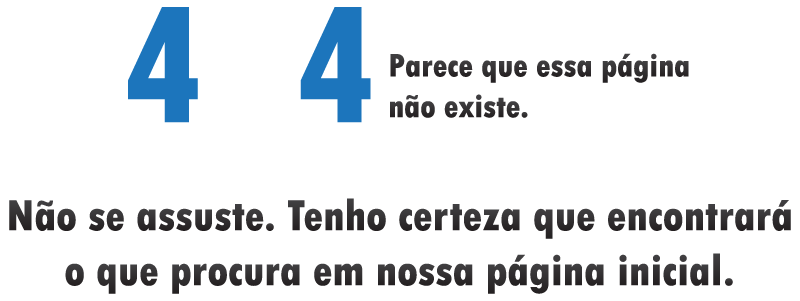 4 4
Parece que essa página
não existe.
Não se assuste. Tenho certeza que encontrará
o que procura em nossa página inicial.